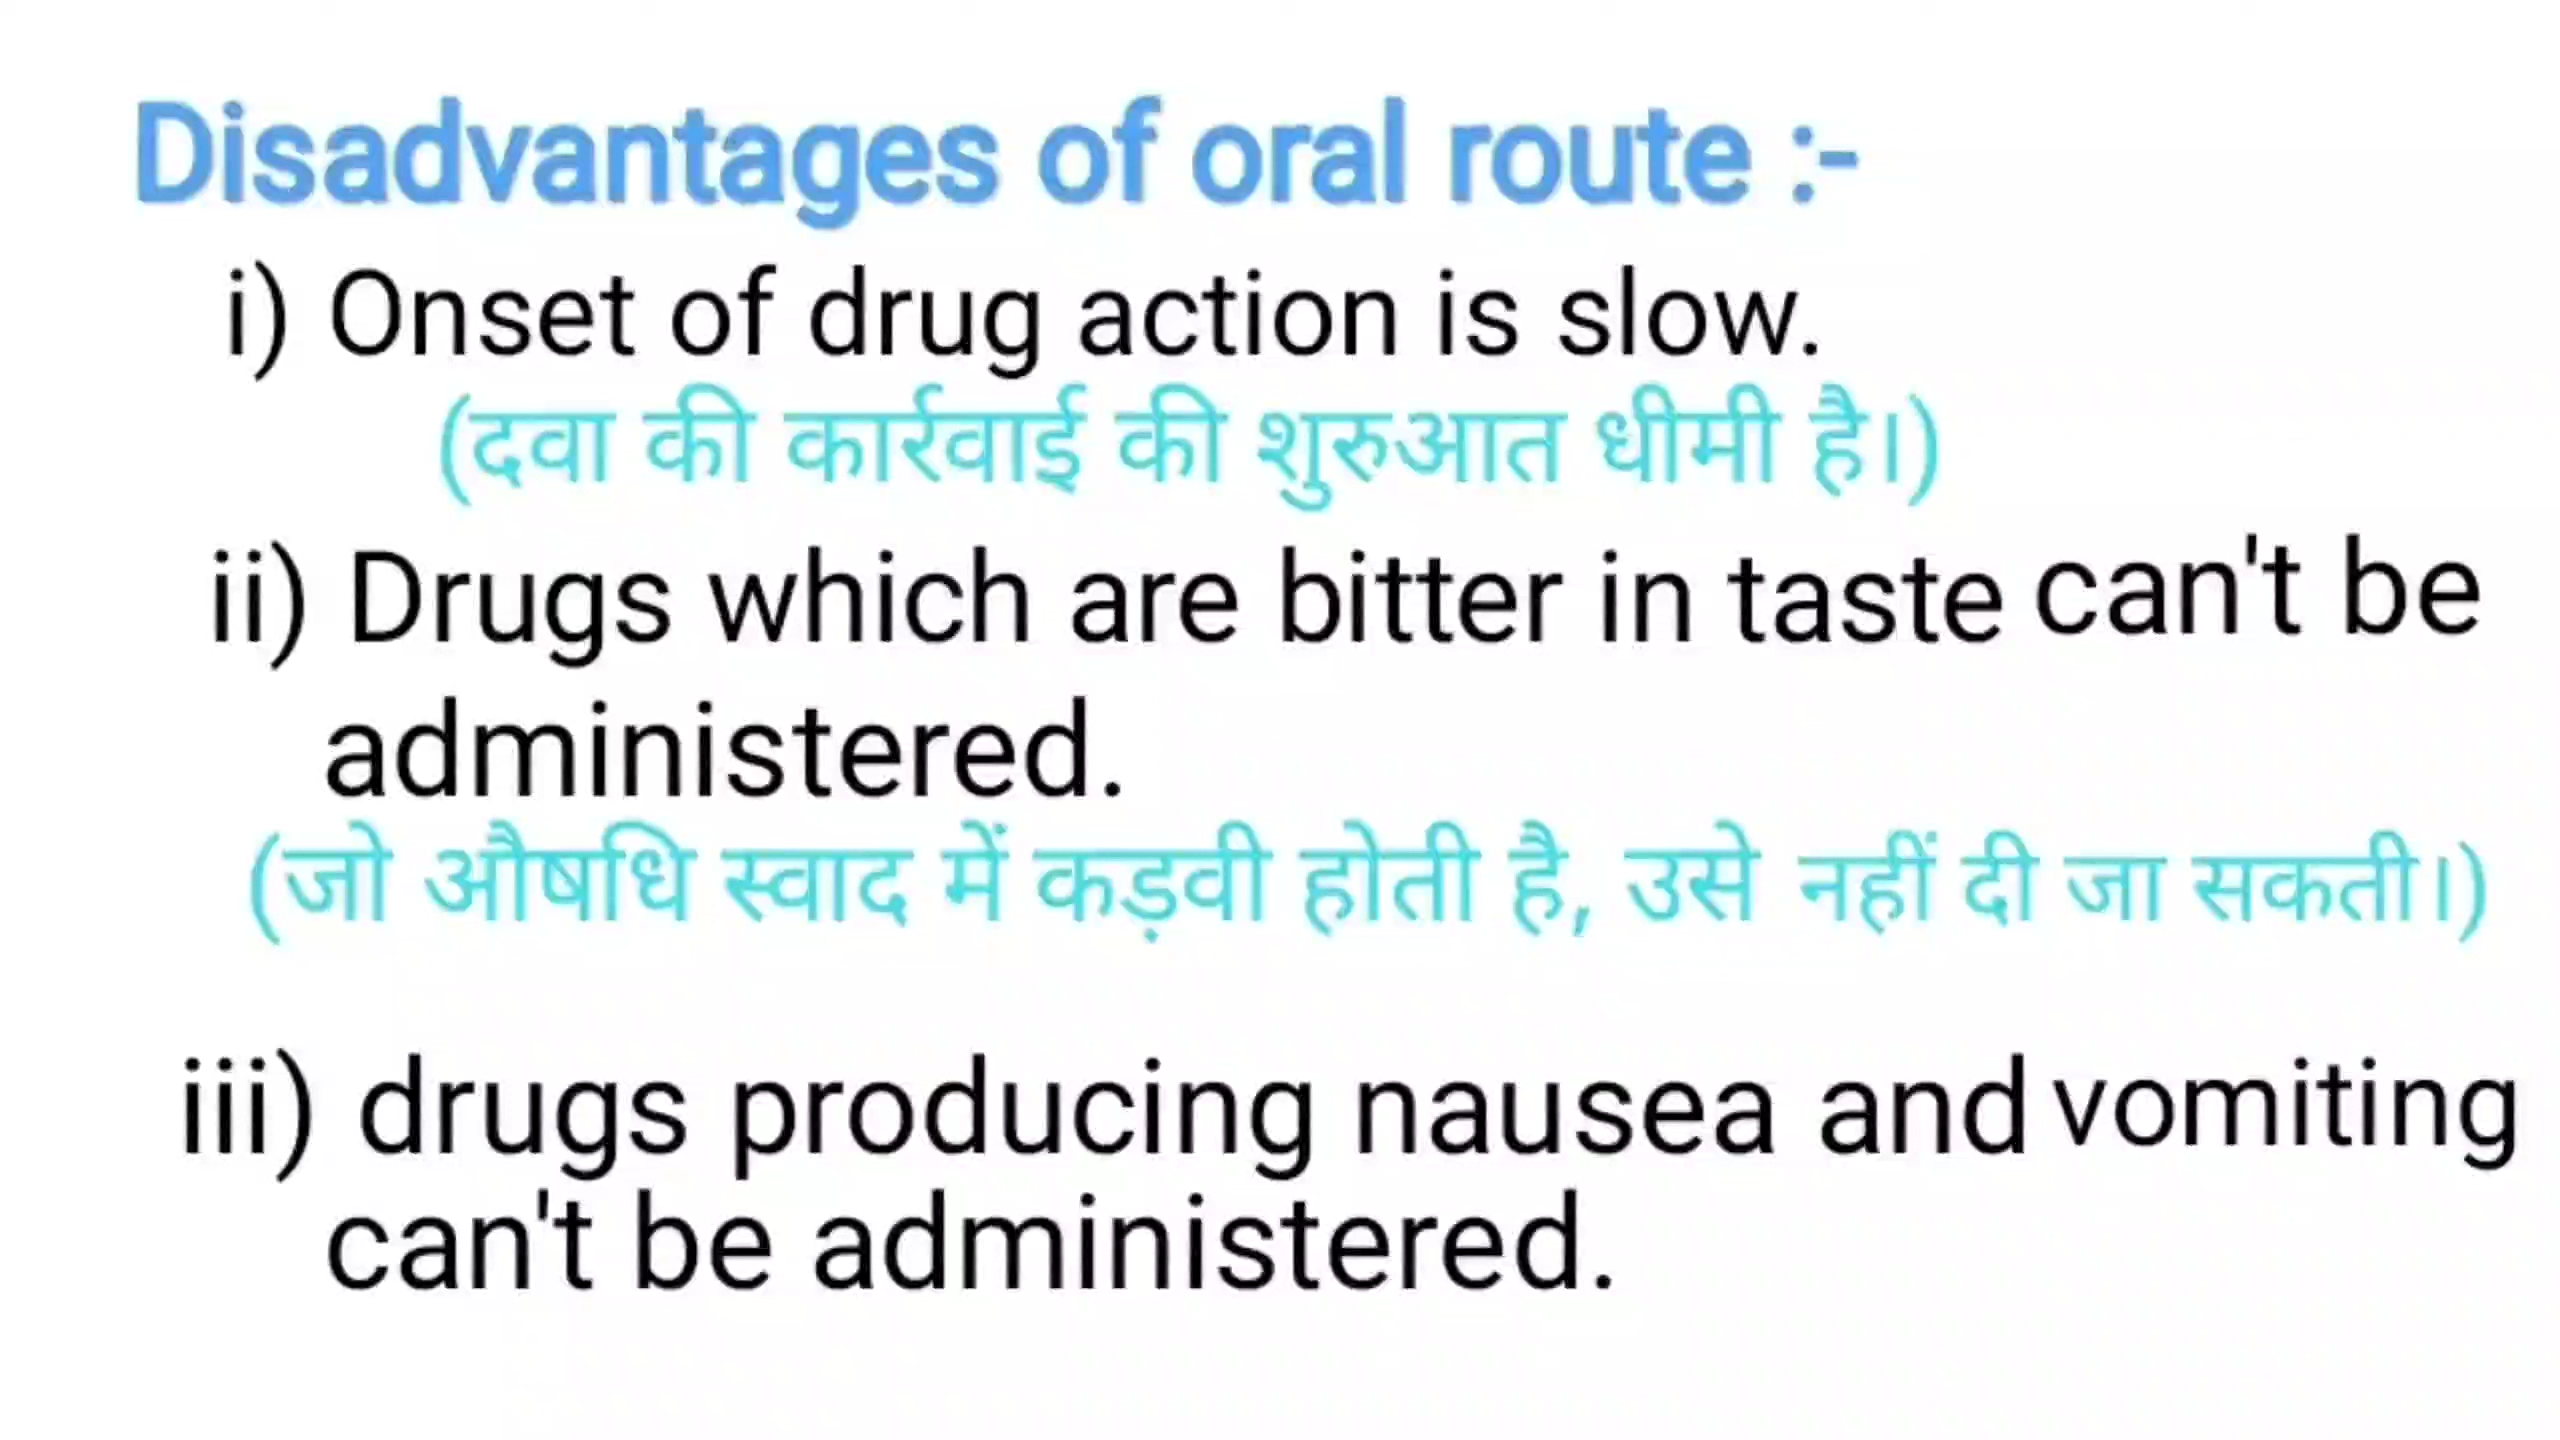 Disadvantages of oral route :-
i) Onset of drug action is slow.
(दवा की कार्रवाई की शुरुआत धीमी है।)
ii) Drugs which are bitter in taste can't be
administered.
(जो औषधि स्वाद में कड़वी होती है, उसे नहीं दी जा सकती।)
iii) drugs producing nausea and vomiting
can't be administered.